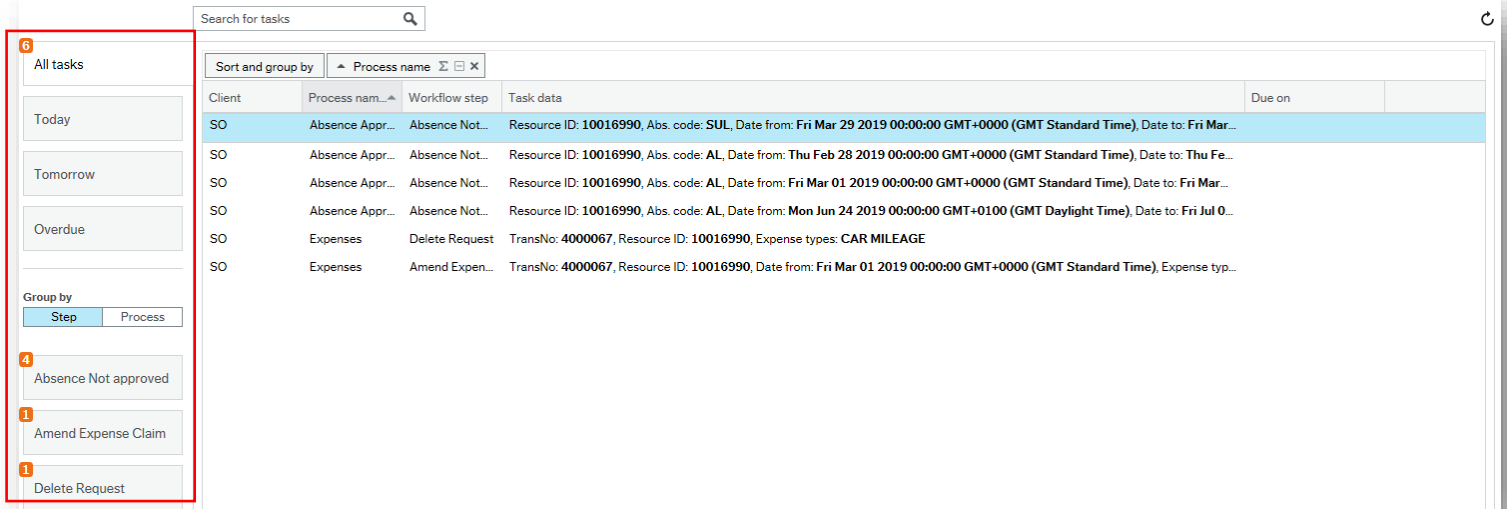 Search for tasks
6
All tasks
Today
Tomorrow
Overdue
Group by
Step Process
4
Absence Not approved
1
Amend Expense Claim
1
Delete Request
Sort and group by Process name Σ
Client Process nam... Workflow step Task data Due on
SO Absence Appr... Absence Not... Resource ID: 10016990, Abs. code: SUL, Date from: Fri Mar 29 2019 00:00:00 GMT+0000 (GMT Standard Time), Date to: Fri Mar...
SO Absence Appr... Absence Not... Resource ID: 10016990, Abs. code: AL, Date from: Thu Feb 28 2019 00:00:00 GMT+0000 (GMT Standard Time), Date to: Thu Fe...
SO Absence Appr... Absence Not... Resource ID: 10016990, Abs. code: AL, Date from: Fri Mar 01 2019 00:00:00 GMT+0000 (GMT Standard Time), Date to: Fri Mar...
SO Absence Appr... Absence Not... Resource ID: 10016990, Abs. code: AL, Date from: Mon Jun 24 2019 00:00:00 GMT+0100 (GMT Daylight Time), Date to: Fri Jul 0...
SO Expenses Delete Request TransNo: 4000067, Resource ID: 10016990, Expense types: CAR MILEAGE
SO Expenses Amend Expen... TransNo: 4000067, Resource ID: 10016990, Date from: Fri Mar 01 2019 00:00:00 GMT+0000 (GMT Standard Time), Expense typ...